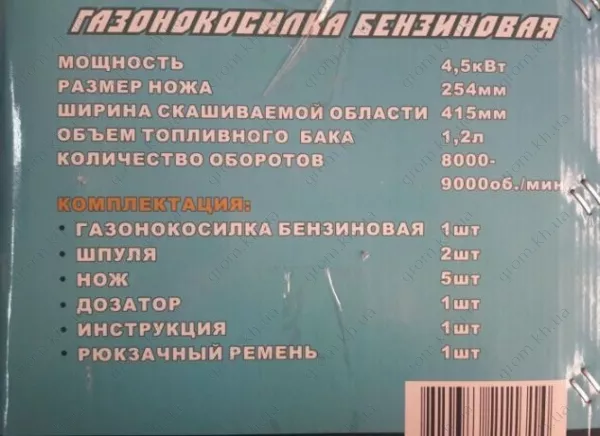 ГАЗОНОКОСИЛКА БЕНЗИНОВАЯ
МОЩНОСТЬ 4,5кВт
РАЗМЕР НОЖА 254мм
ШИРИНА СКАШИВАЕМОЙ ОБЛАСТИ 415мм
ОБЪЕМ ТОПЛИВНОГО БАКА 1,2л
КОЛИЧЕСТВО ОБОРОТОВ 8000-
9000об./мин
КОМПЛЕКТАЦИЯ:
• ГАЗОНОКОСИЛКА БЕНЗИНОВАЯ 1шт
• ШПУЛЯ 2шт
• НОЖ 5шт
• ДОЗАТОР 1шт
• ИНСТРУКЦИЯ 1шт
• РЮКЗАЧНЫЙ РЕМЕНЬ 1шт